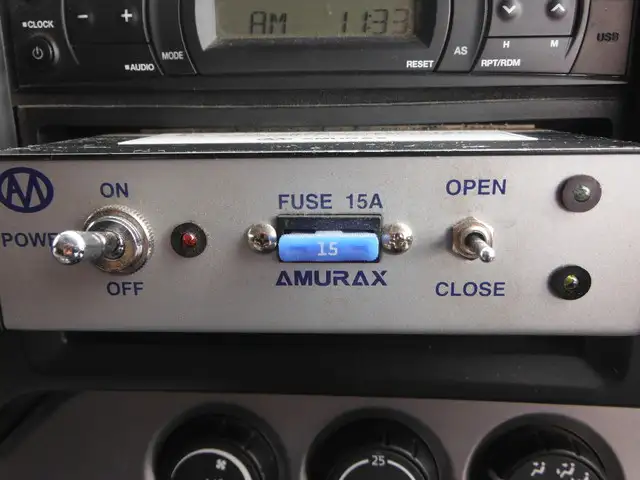 CLOCK
AM 11:33
MODE
AUDIO
RESET
AS
H
M
RPT/RDM
USB
AMURAX
ON
POWE
OFF
FUSE 15A
15
AMURAX
OPEN
CLOSE
25